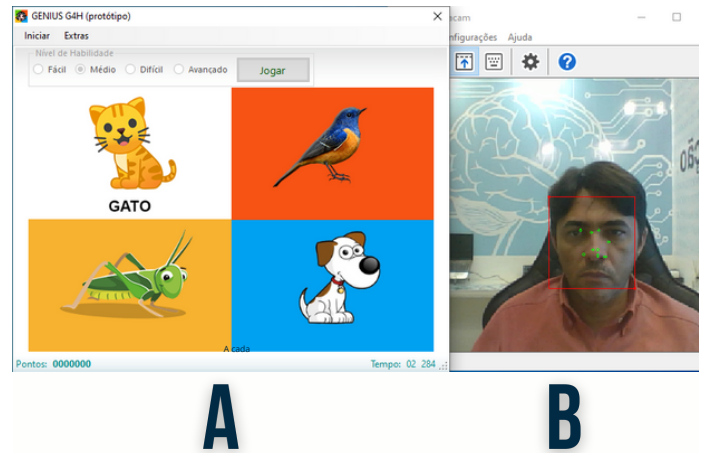 GENIUS G4H (protótipo)
Iniciar Extras
Nível de Habilidade
Fácil Médio Difícil Avançado Jogar
GATO
A cada
Pontos: 0000000 Tempo: 02 284
nfigurações Ajuda
A B